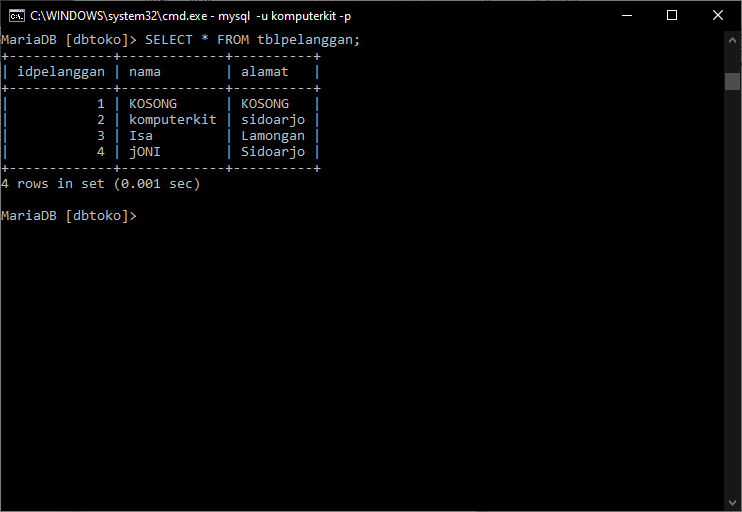 C:\WINDOWS\system32\cmd.exe - mysql  -u komputerkit -p
MariaDB [dbtoko]> SELECT * FROM tblpelanggan;
+-------------+-------------+----------+
| idpelanggan | nama        | alamat   |
+-------------+-------------+----------+
|           1 | KOSONG      | KOSONG   |
|           2 | komputerkit | sidoarjo |
|           3 | Isa         | Lamongan |
|           4 | jONI        | Sidoarjo |
+-------------+-------------+----------+
4 rows in set (0.001 sec)
MariaDB [dbtoko]>